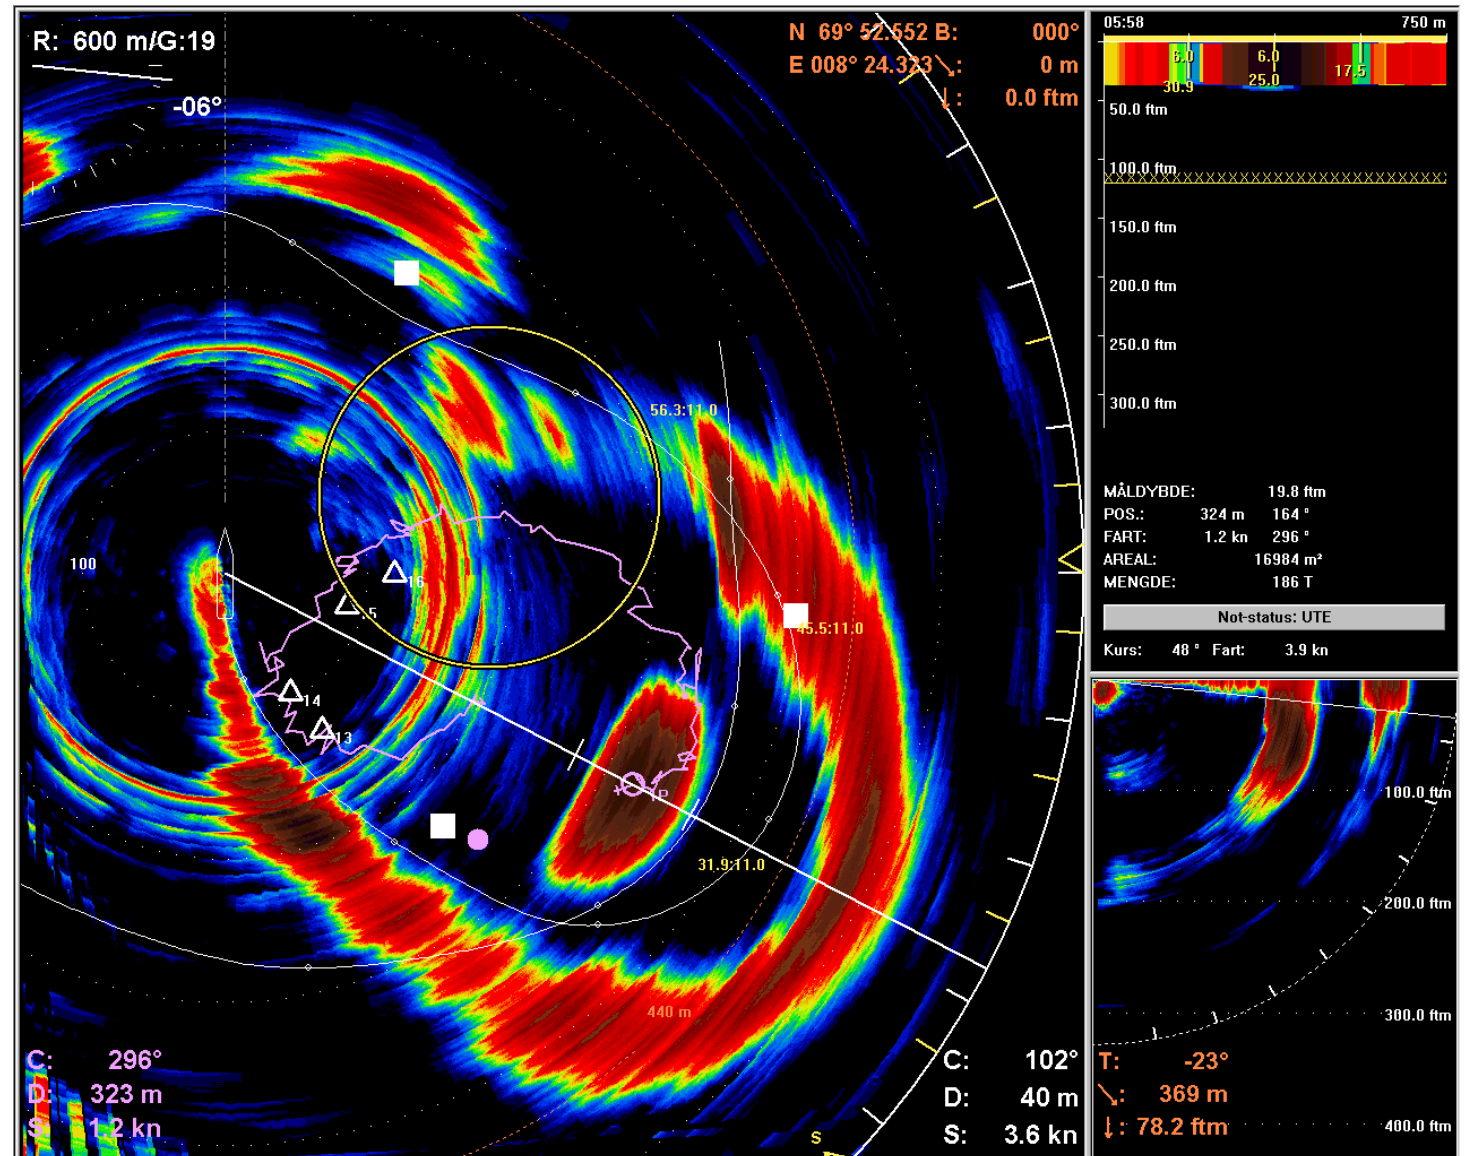 R: 600 m/G:19
-06°
N 69° 52.552 B: 000°
E 008° 24.323 ↘: 0 m
↓: 0.0 ftm
56.3:11.0
100
16
14
13
45.5:11.0
P
31.9:11.0
440 m
C: 296°
D: 323 m
S: 1.2 kn
C: 102°
D: 40 m
S: 3.6 kn
S
05:58 750 m
6.0 6.0
17.5
30.9 25.0
50.0 ftm
100.0 ftm
150.0 ftm
200.0 ftm
250.0 ftm
300.0 ftm
MÅLDYBDE: 19.8 ftm
POS.: 324 m 164 °
FART: 1.2 kn 296 °
AREAL: 16984 m²
MENGDE: 186 T
Not-status: UTE
Kurs: 48 ° Fart: 3.9 kn
100.0 ftm
200.0 ftm
300.0 ftm
400.0 ftm
T: -23°
↘: 369 m
↓: 78.2 ftm